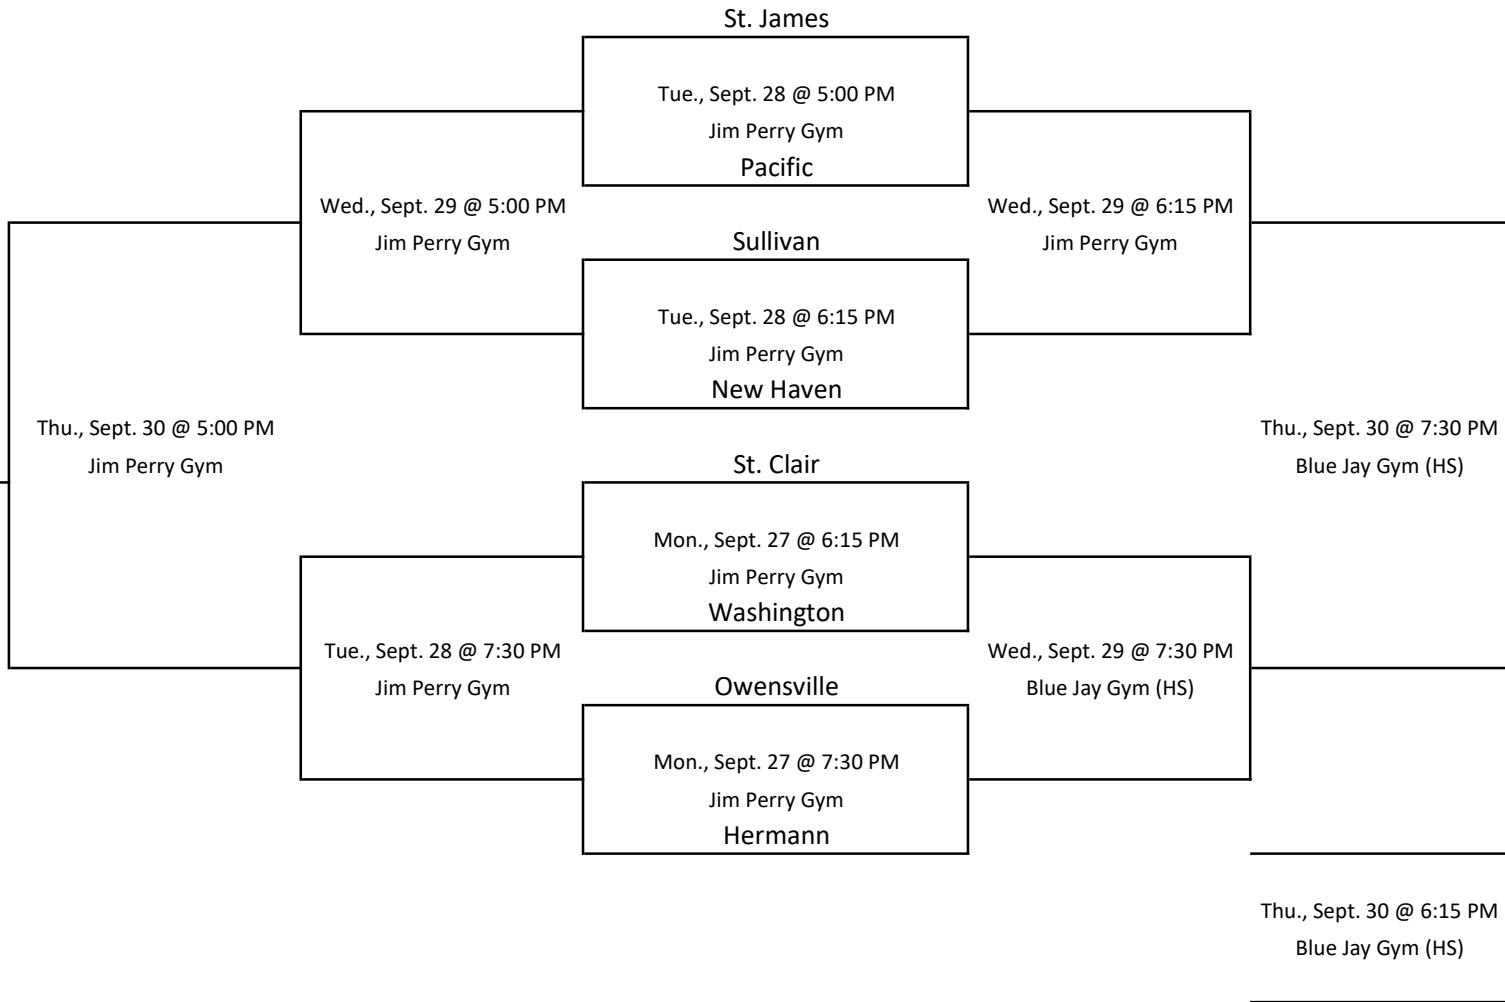 St. James
Tue., Sept. 28 @ 5:00 PM
Jim Perry Gym
Pacific
Wed., Sept. 29 @ 5:00 PM
Jim Perry Gym
Wed., Sept. 29 @ 6:15 PM
Jim Perry Gym
Sullivan
Tue., Sept. 28 @ 6:15 PM
Jim Perry Gym
New Haven
Thu., Sept. 30 @ 5:00 PM
Jim Perry Gym
Thu., Sept. 30 @ 7:30 PM
Blue Jay Gym (HS)
St. Clair
Mon., Sept. 27 @ 6:15 PM
Jim Perry Gym
Washington
Tue., Sept. 28 @ 7:30 PM
Jim Perry Gym
Wed., Sept. 29 @ 7:30 PM
Blue Jay Gym (HS)
Owensville
Mon., Sept. 27 @ 7:30 PM
Jim Perry Gym
Hermann
Thu., Sept. 30 @ 6:15 PM
Blue Jay Gym (HS)